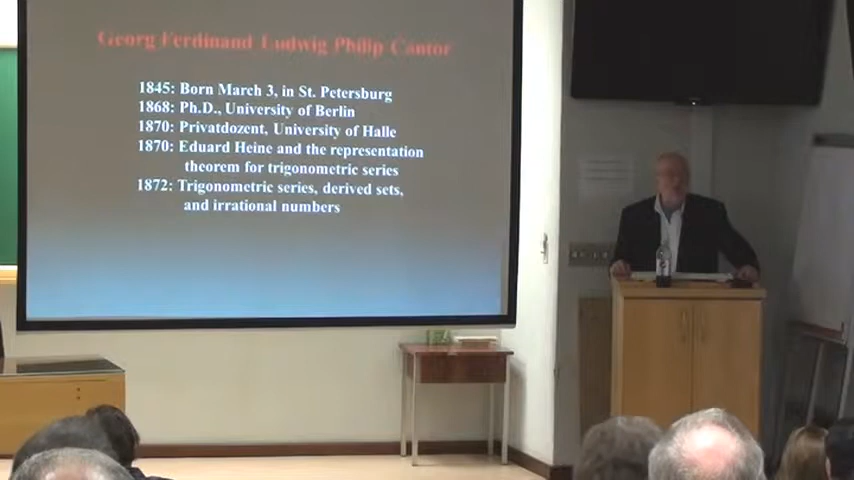 Georg Ferdinand Ludwig Philip Cantor
1845: Born March 3, in St. Petersburg
1868: Ph.D., University of Berlin
1870: Privatdozent, University of Halle
1870: Eduard Heine and the representation
theorem for trigonometric series
1872: Trigonometric series, derived sets,
and irrational numbers